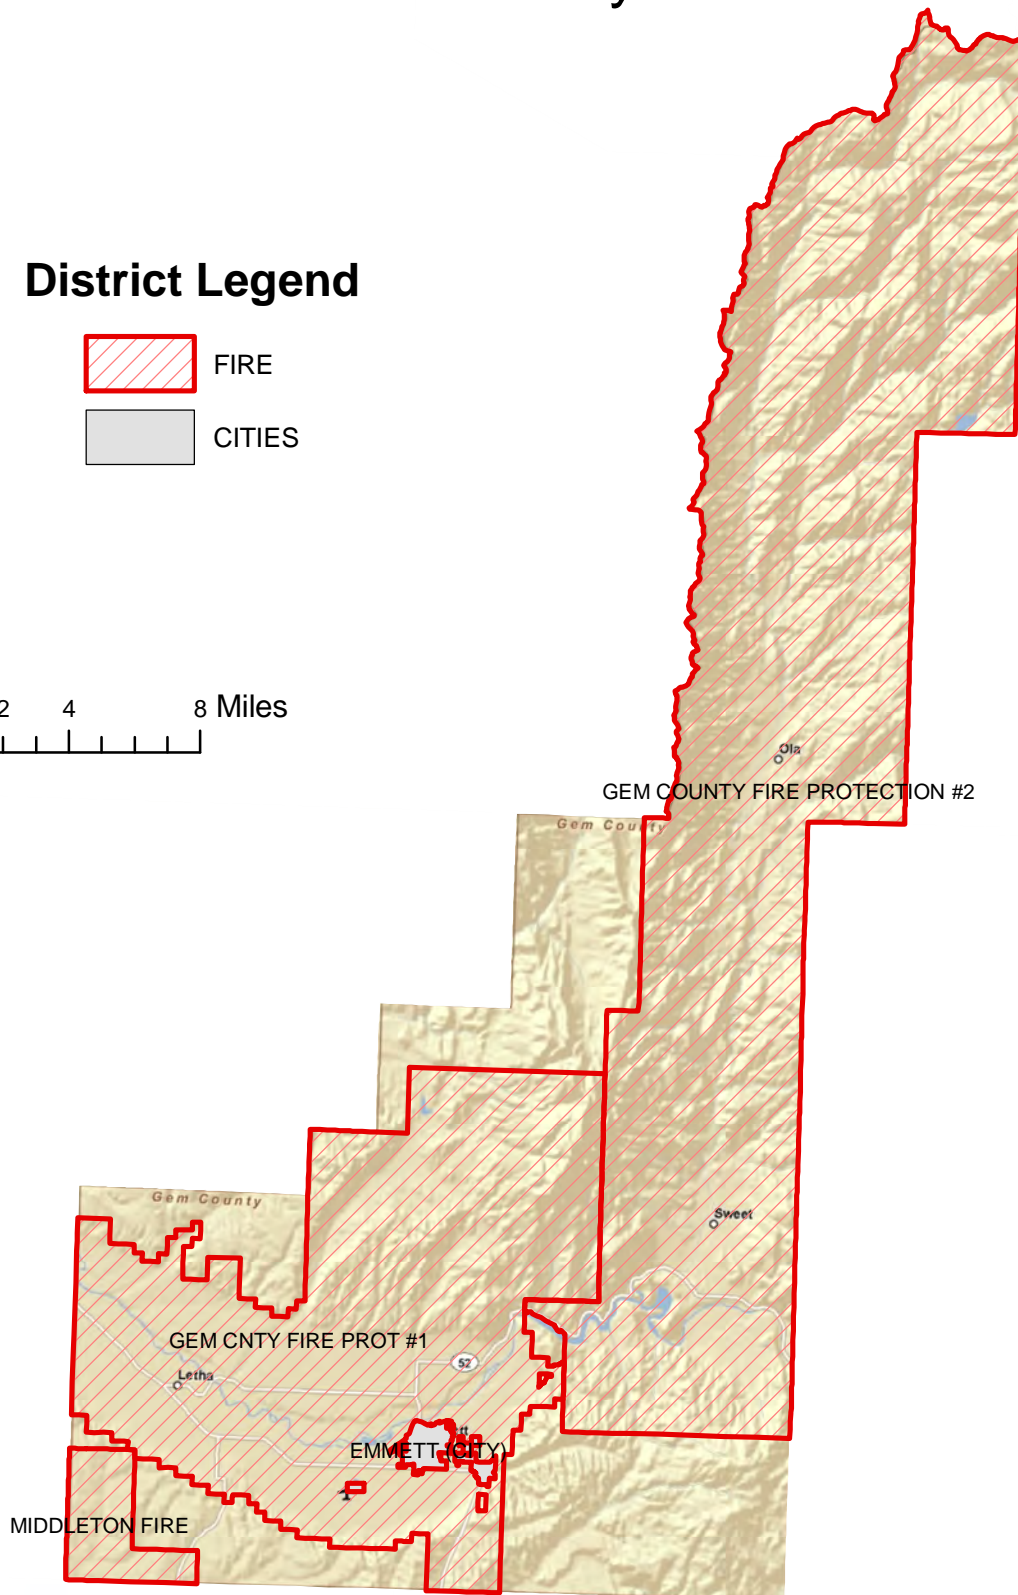 y
District Legend
FIRE
CITIES
2 4 8 Miles
Ola
GEM COUNTY FIRE PROTECTION #2
Gem County
Gem County
Sweet
GEM CNTY FIRE PROT #1
52
Letha
tt
EMMETT (CITY)
MIDDLETON FIRE